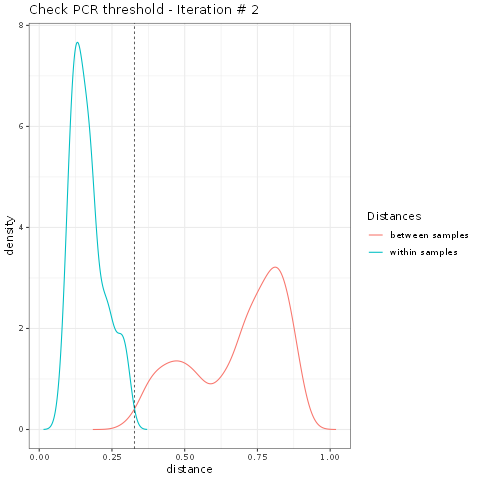 Check PCR threshold - Iteration # 2
8
6
4
2
0
density
0.00 0.25 0.50 0.75 1.00
distance
Distances
between samples
within samples